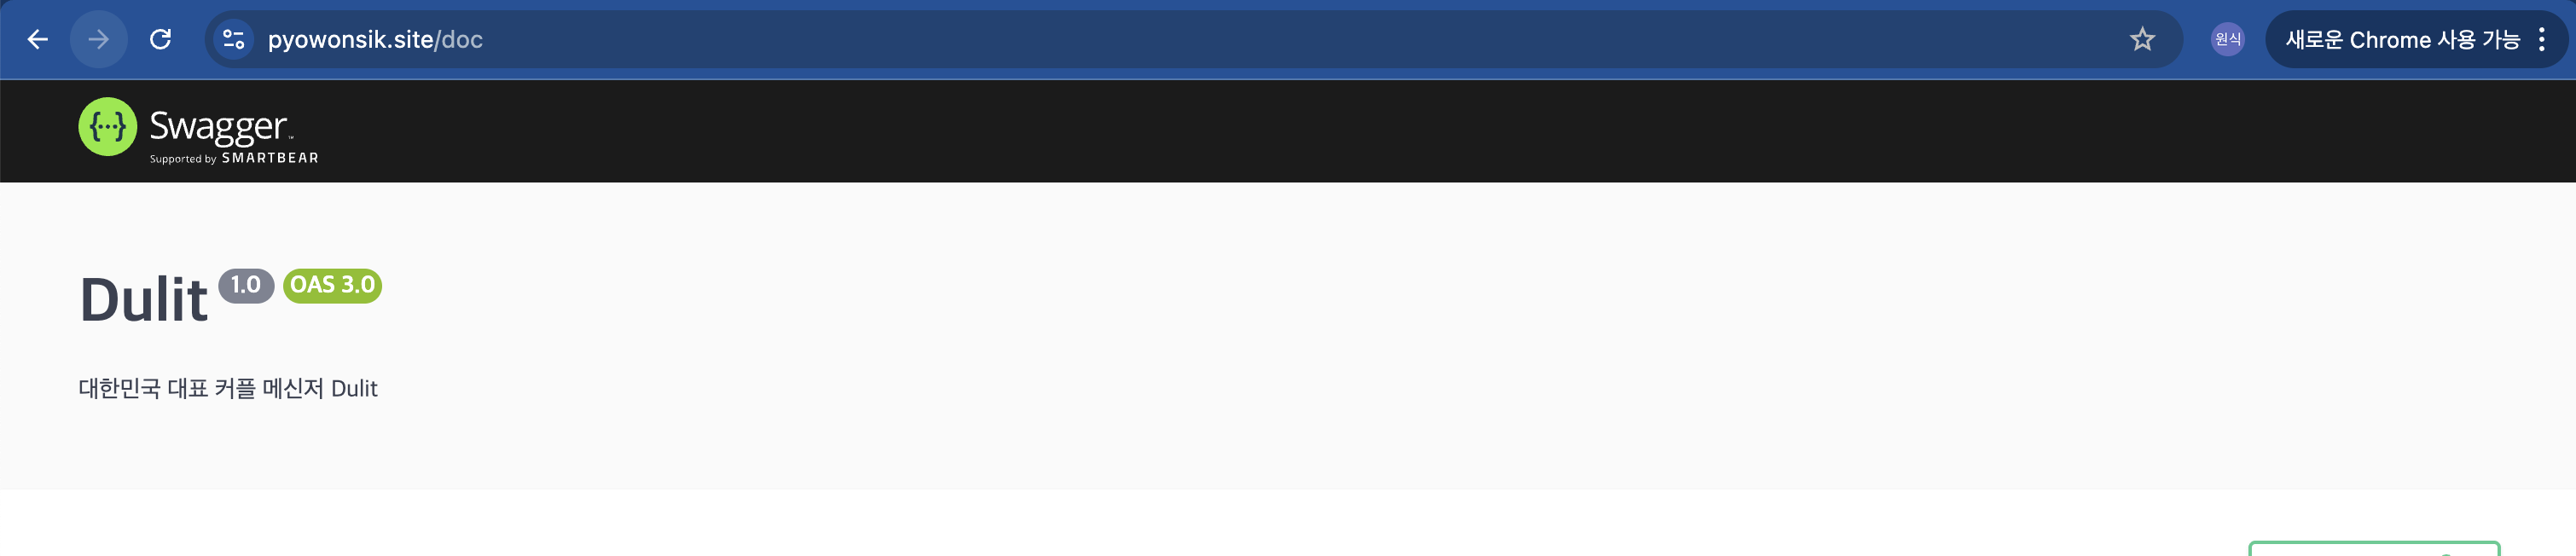 pyowonsik.site/doc
원식
새로운 Chrome 사용 가능
{...} Swagger™
Supported by SMARTBEAR
Dulit 1.0 OAS 3.0
대한민국 대표 커플 메신저 Dulit